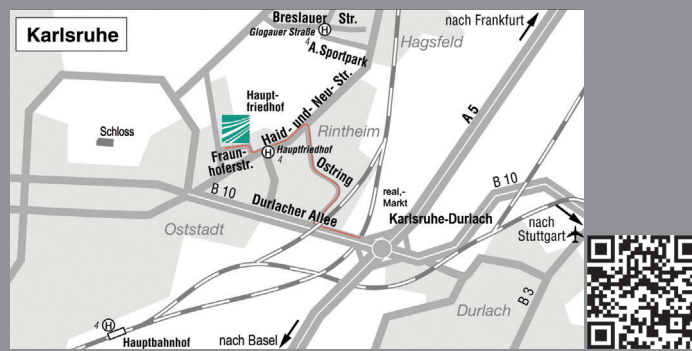 Karlsruhe
Breslauer Str.
Glogauer Straße H
4
A.Sportpark
nach Frankfurt
Hagsfeld
A 5
Haupt-
friedhof
Haid- und- Neu- Str.
Schloss
Rintheim
H Hauptfriedhof
4
Fraun-
hoferstr.
Ostring
B 10
real,-
Markt
B 10
Durlacher Allee
Karlsruhe-Durlach
nach
Stuttgart
Oststadt
B 3
Durlach
4 H
Hauptbahnhof
nach Basel